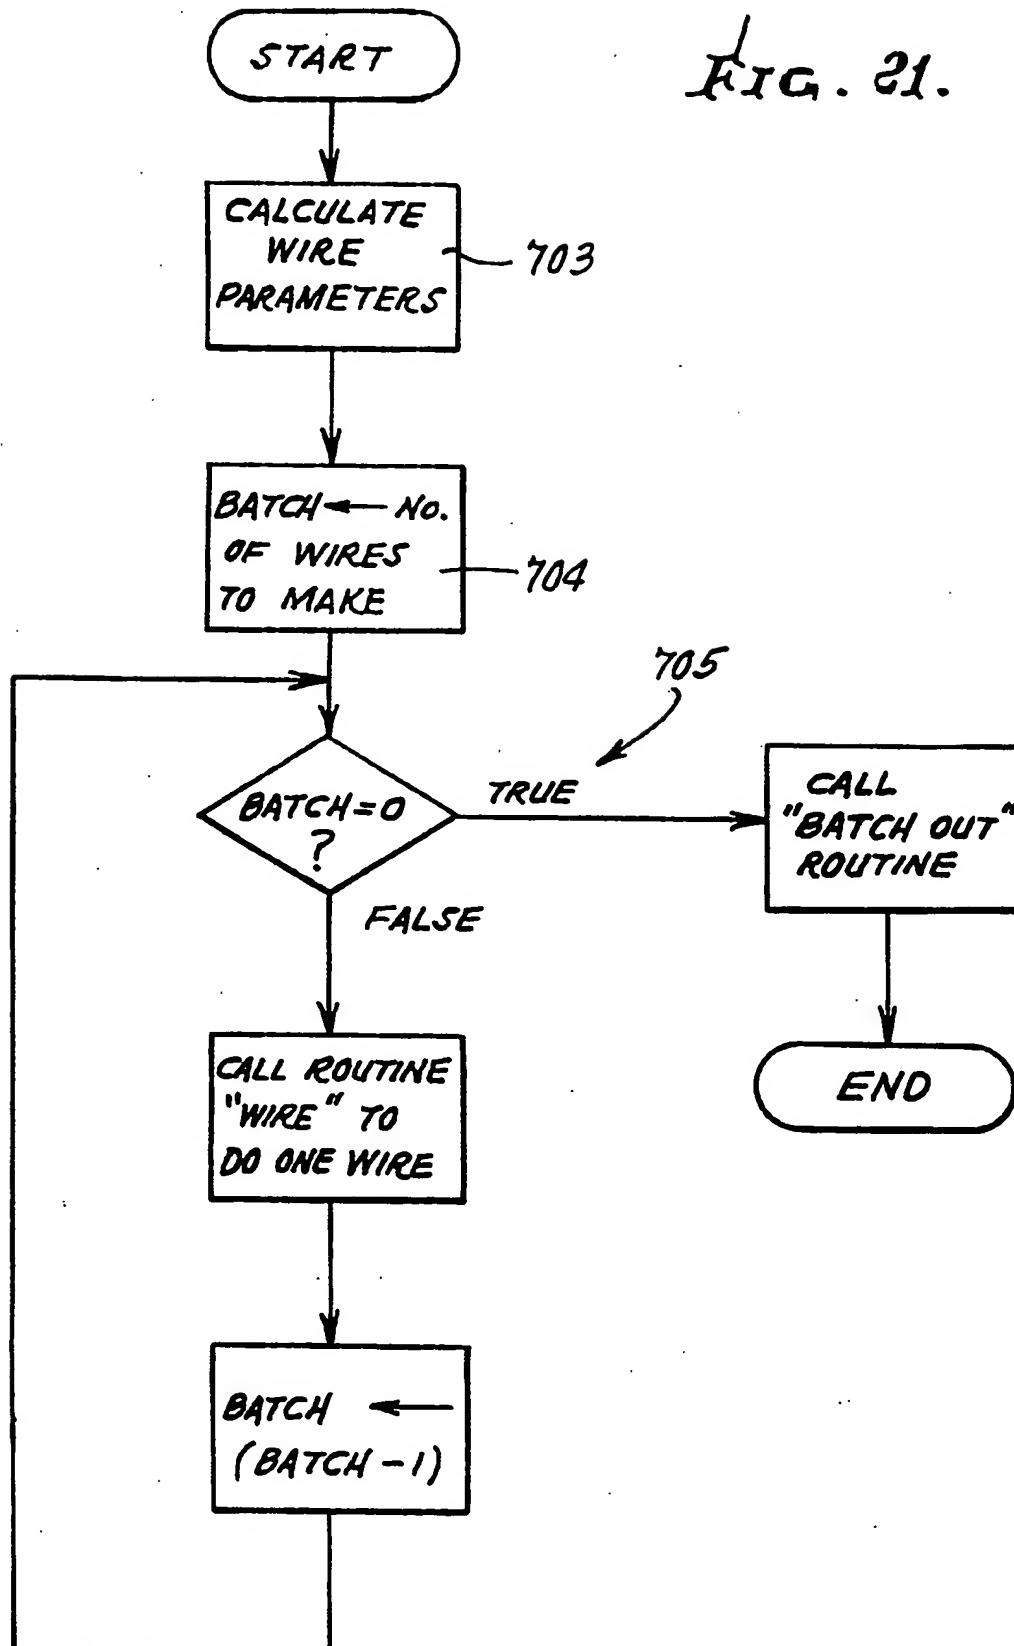 START
FIG. 21.
CALCULATE
WIRE
PARAMETERS
703
BATCH ← NO.
OF WIRES
TO MAKE
704
705
BATCH = 0
?
TRUE
CALL
"BATCH OUT"
ROUTINE
FALSE
END
CALL ROUTINE
"WIRE" TO
DO ONE WIRE
BATCH ←
(BATCH - 1)